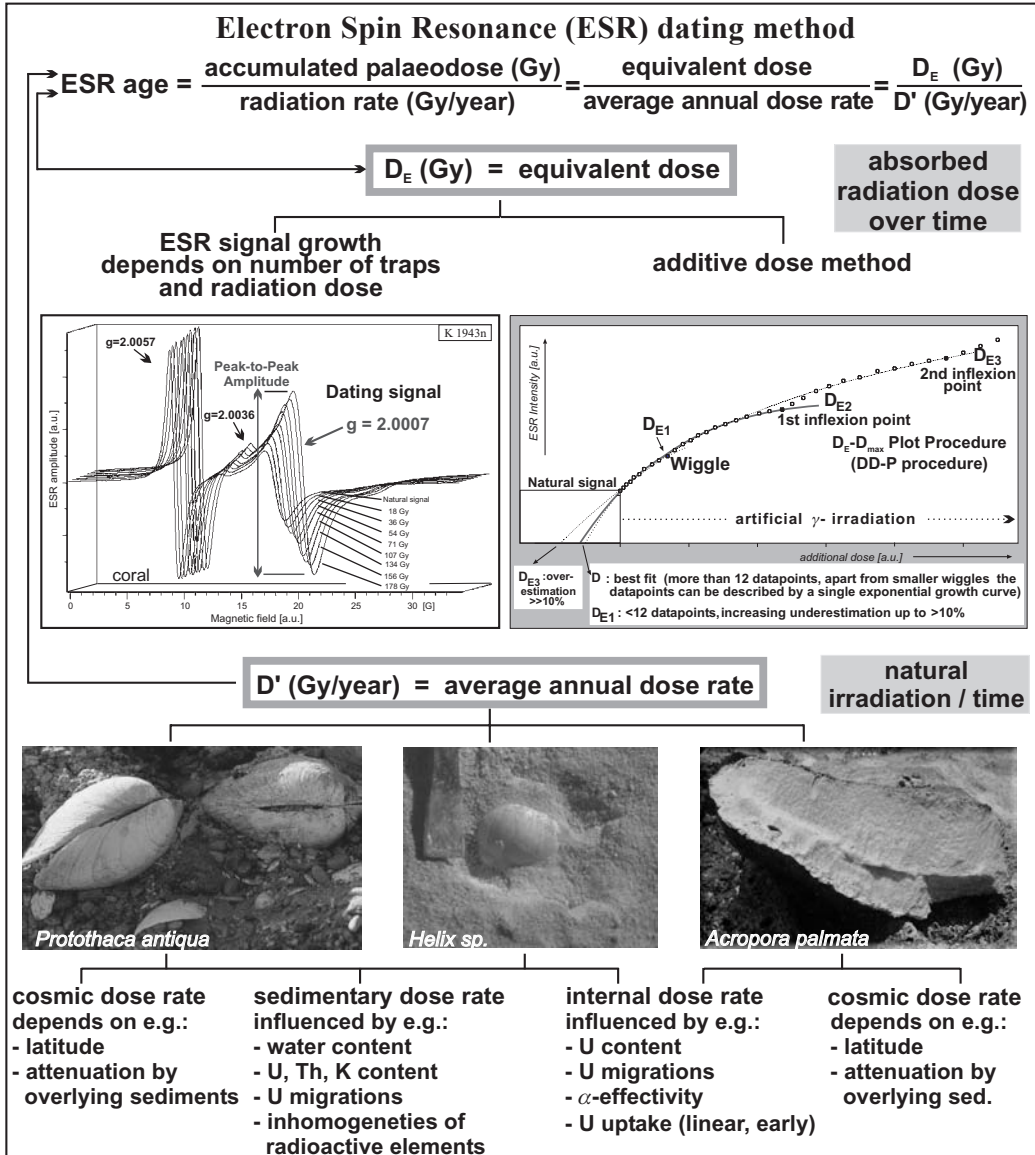 Electron Spin Resonance (ESR) dating method
ESR age = accumulated palaeodose (Gy) / radiation rate (Gy/year) = equivalent dose / average annual dose rate = D_E (Gy) / D' (Gy/year)
D_E (Gy) = equivalent dose
absorbed
radiation dose
over time
ESR signal growth
depends on number of traps
and radiation dose
additive dose method
K 1943n
g=2.0057
Peak-to-Peak
Amplitude
Dating signal
g=2.0036
g = 2.0007
ESR amplitude [a.u.]
Natural signal
18 Gy
36 Gy
54 Gy
71 Gy
107 Gy
134 Gy
156 Gy
178 Gy
coral
0 5 10 15 20 25 30 [G]
Magnetic field [a.u.]
ESR Intensity [a.u.]
D_E3
2nd inflexion
point
D_E2
1st inflexion point
D_E1
Wiggle
D_E-D_max Plot Procedure
(DD-P procedure)
Natural signal
artificial γ- irradiation
additional dose [a.u.]
D_E3 :over-
estimation
>>10%
D : best fit (more than 12 datapoints, apart from smaller wiggles the
datapoints can be described by a single exponential growth curve)
D_E1 : <12 datapoints, increasing underestimation up to >10%
D' (Gy/year) = average annual dose rate
natural
irradiation / time
Protothaca antiqua
Helix sp.
Acropora palmata
cosmic dose rate
depends on e.g.:
- latitude
- attenuation by
overlying sediments
sedimentary dose rate
influenced by e.g.:
- water content
- U, Th, K content
- U migrations
- inhomogeneties of
radioactive elements
internal dose rate
influenced by e.g.:
- U content
- U migrations
- α-effectivity
- U uptake (linear, early)
cosmic dose rate
depends on e.g.:
- latitude
- attenuation by
overlying sed.